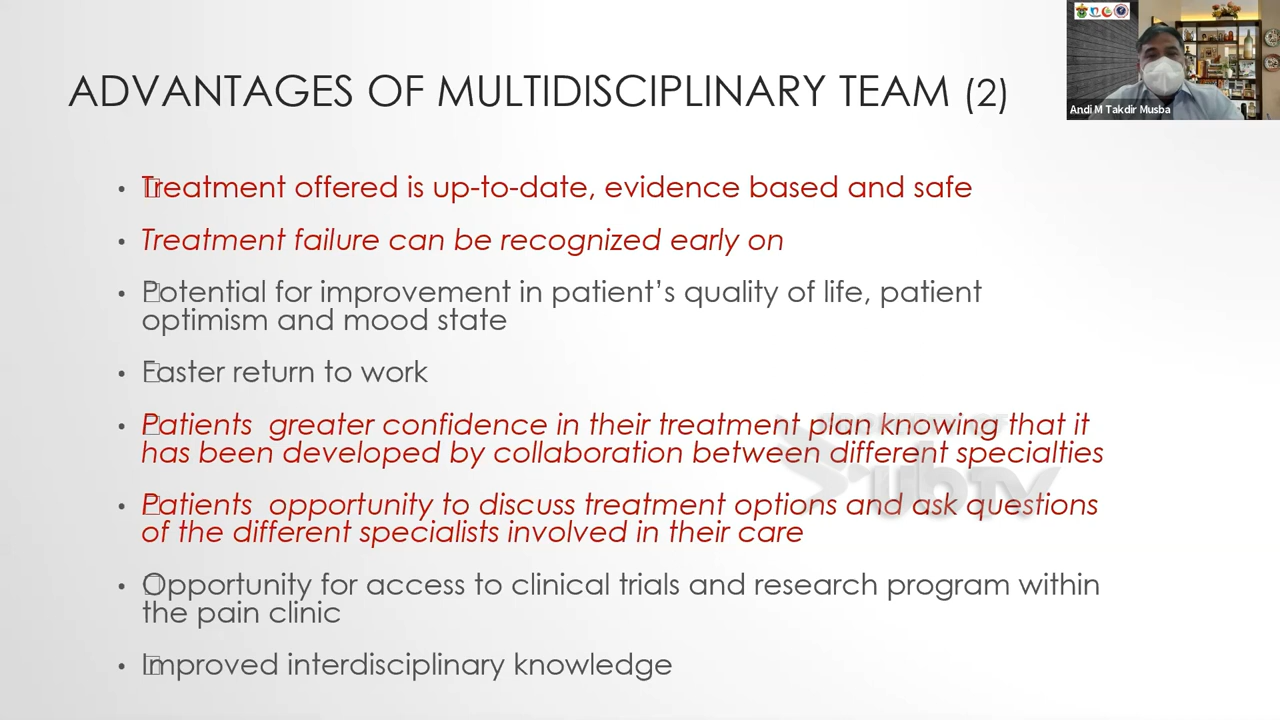 ADVANTAGES OF MULTIDISCIPLINARY TEAM (2)
Andi M Takdir Musba
• Treatment offered is up-to-date, evidence based and safe
• Treatment failure can be recognized early on
• Potential for improvement in patient’s quality of life, patient
optimism and mood state
• Faster return to work
• Patients  greater confidence in their treatment plan knowing that it
has been developed by collaboration between different specialties
• Patients  opportunity to discuss treatment options and ask questions
of the different specialists involved in their care
• Opportunity for access to clinical trials and research program within
the pain clinic
• Improved interdisciplinary knowledge